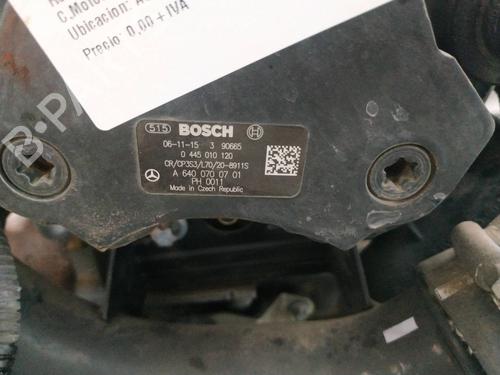 C.Motor
Ubicacion: A
Precio: 0,00 + IVA
B-PA
515 BOSCH
06-11-15 3 90665
0 445 010 120
CR/CP3S3/L70/20-8911S
A 640 070 07 01
PH 0011
Made in Czech Republic